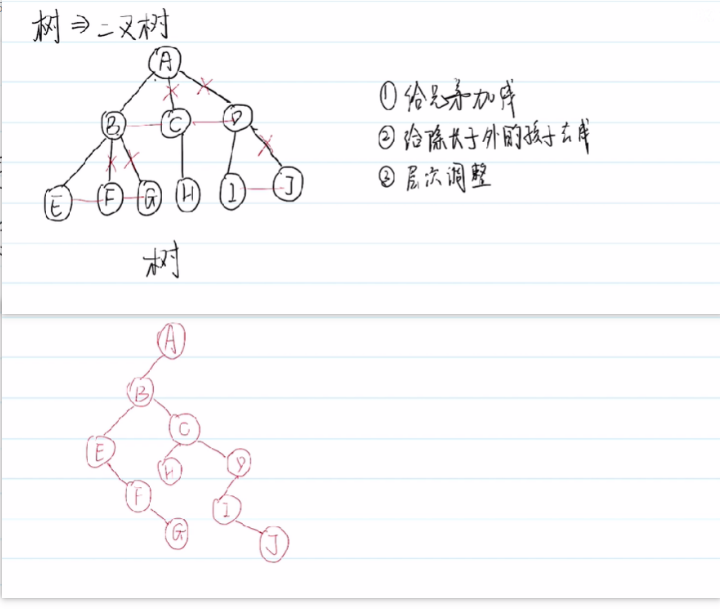 树 ⇒ 二叉树
A
① 给兄弟加线
B C D
② 给除长子外的孩子去线
③ 层次调整
E F G H I J
树
A
B
C
E H D
F I
G J